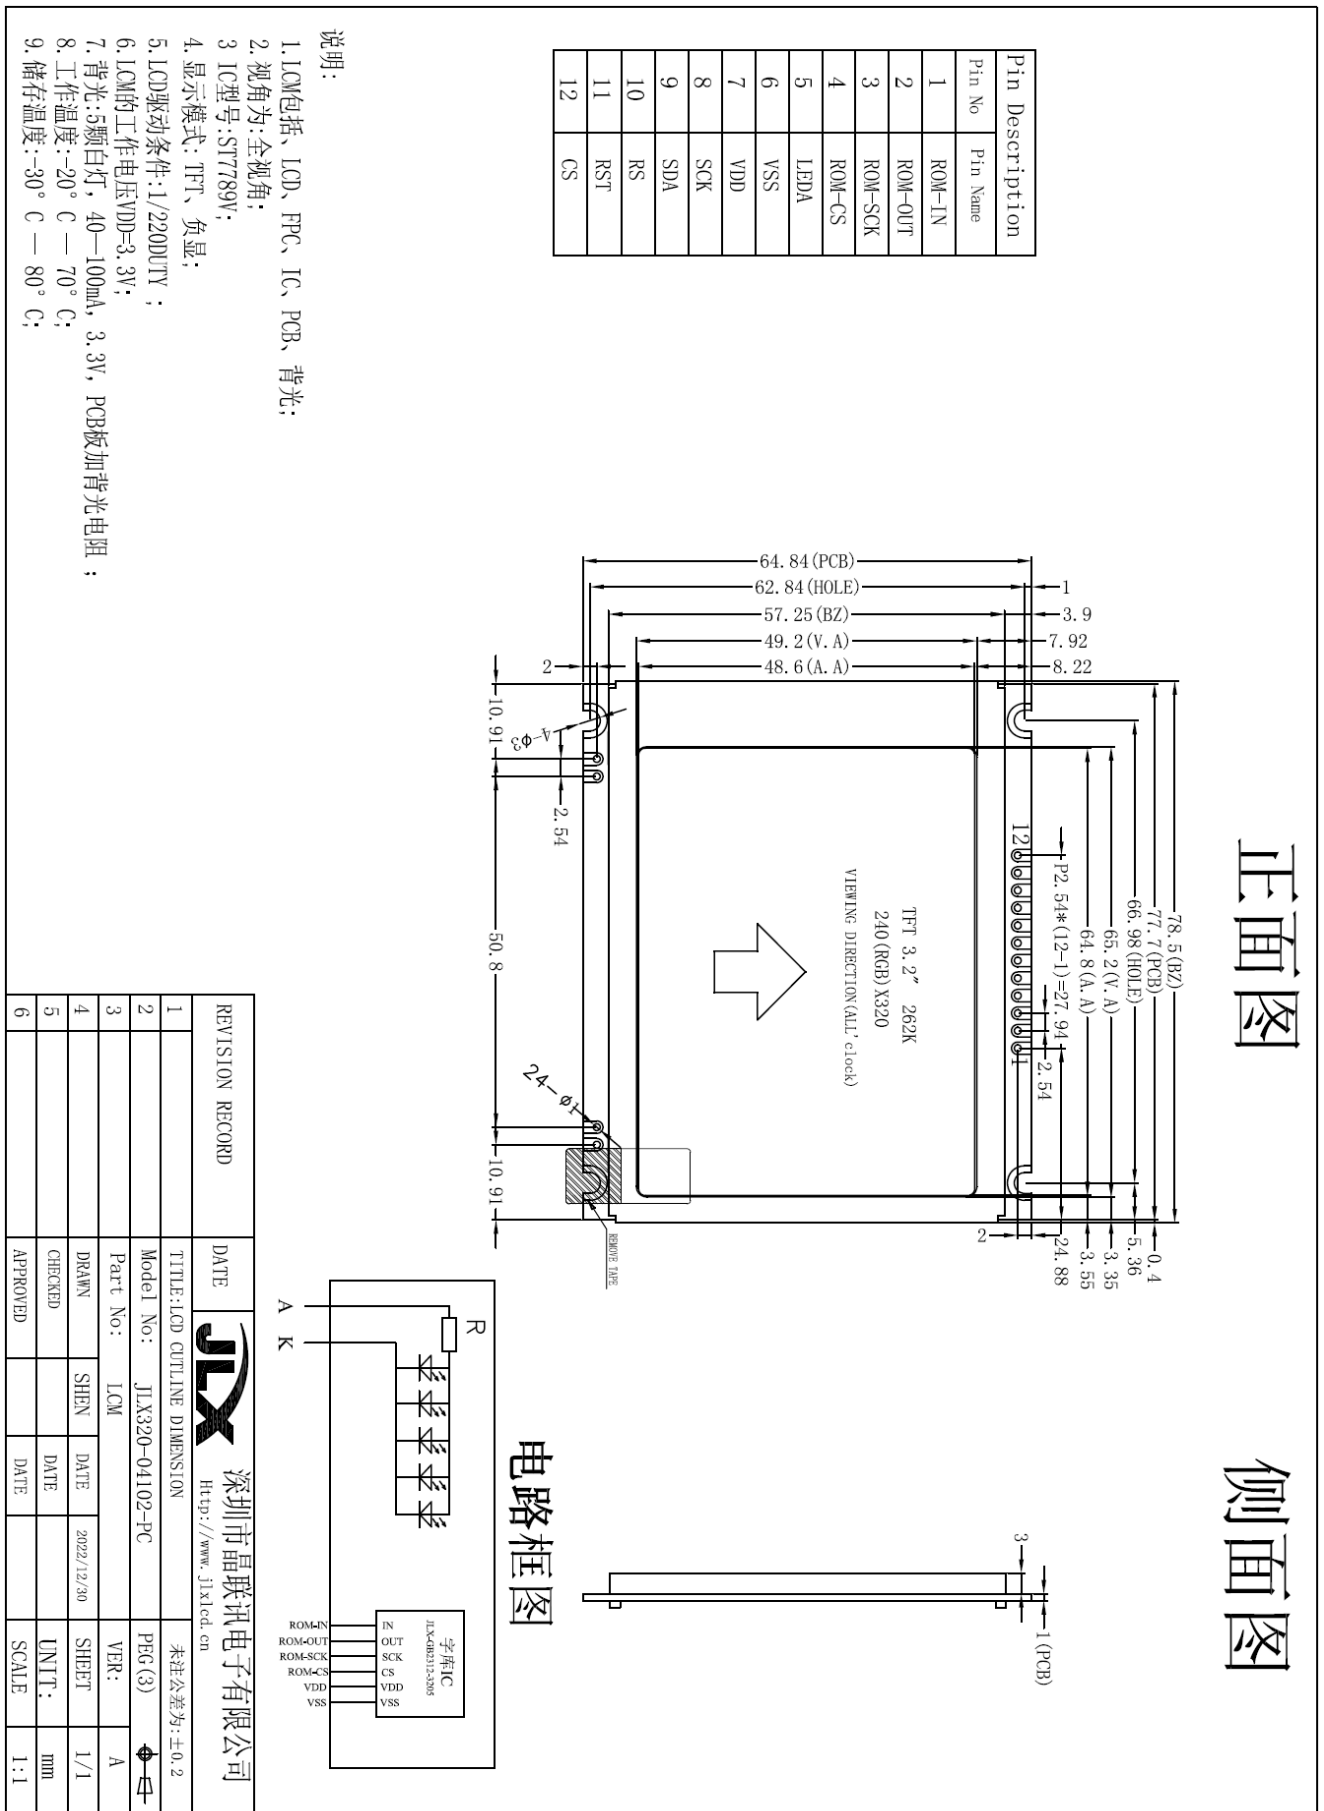 正面图
侧面图
Pin Description
Pin No Pin Name
1 ROM-IN
2 ROM-OUT
3 ROM-SCK
4 ROM-CS
5 LEDA
6 VSS
7 VDD
8 SCK
9 SDA
10 RS
11 RST
12 CS
78.5(BZ)
0.4
77.7(PCB)
66.98(HOLE)
5.36
65.2(V.A)
3.35
64.8(A.A)
3.55
P2.54*(12-1)=27.94
2.54
24.88
12
1
2
64.84(PCB)
62.84(HOLE)
1
57.25(BZ)
3.9
49.2(V.A)
7.92
48.6(A.A)
8.22
2
TFT 3.2" 262K
240(RGB)X320
VIEWING DIRECTION(ALL'clock)
4-Φ3
2.54
24-Φ1
10.91
50.8
10.91
REMOVE TAPE
3
1(PCB)
电路框图
R
A
K
字库IC
JLX-GB2312-3205
IN
OUT
SCK
CS
VDD
VSS
ROM-IN
ROM-OUT
ROM-SCK
ROM-CS
VDD
VSS
说明:
1.LCM包括、LCD、FPC、IC、PCB、背光;
2.视角为:全视角;
3 IC型号:ST7789V;
4.显示模式: TFT、负显;
5.LCD驱动条件:1/220DUTY ;
6.LCM的工作电压VDD=3.3V;
7.背光:5颗白灯, 40—100mA, 3.3V, PCB板加背光电阻 ;
8.工作温度:-20°C — 70°C;
9.储存温度:-30°C — 80°C;
REVISION RECORD DATE
1
2
3
4
5
6
JLX
深圳市晶联讯电子有限公司
Http://www.jlxlcd.cn
TITLE:LCD CUTLINE DIMENSION 未注公差为:±0.2
Model No: JLX320-04102-PC PEG(3)
Part No: LCM VER: A
DRAWN SHEN DATE 2022/12/30 SHEET 1/1
CHECKED DATE UNIT: mm
APPROVED DATE SCALE 1:1